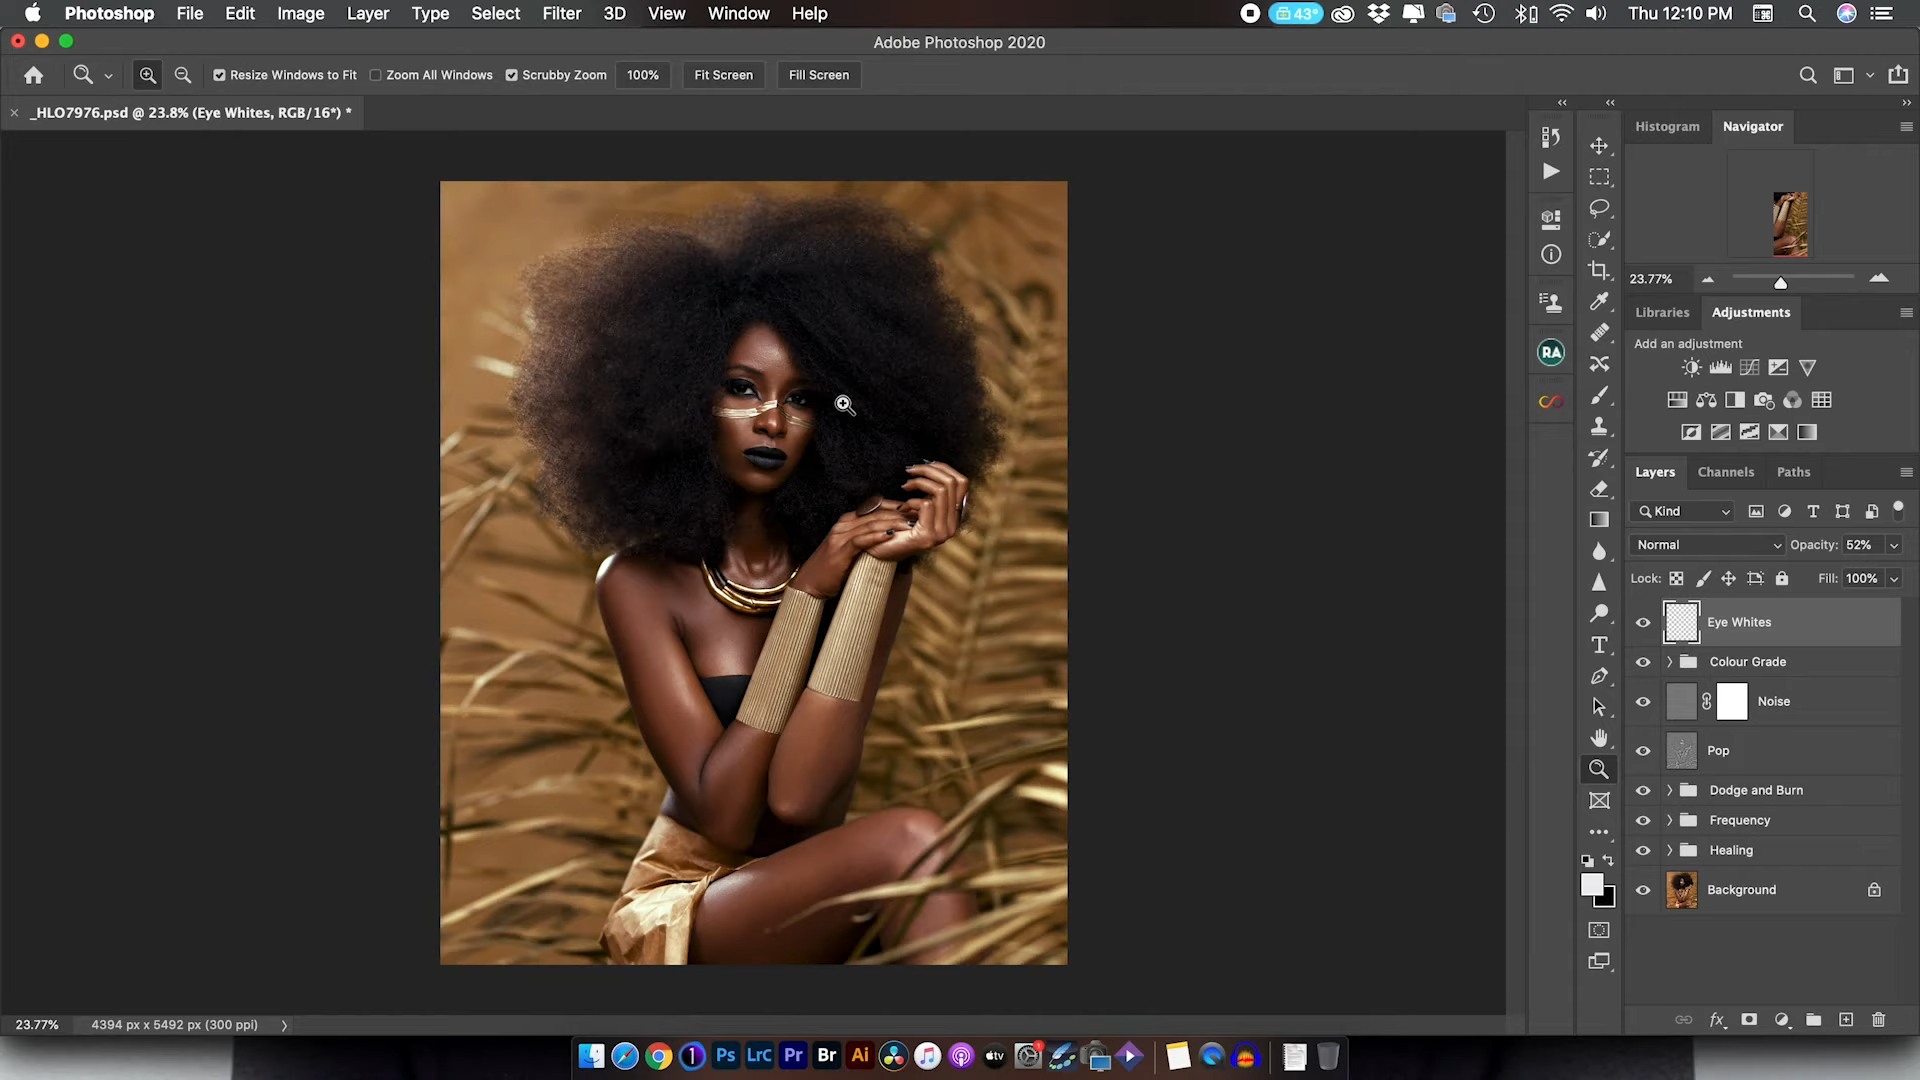 Photoshop File Edit Image Layer Type Select Filter 3D View Window Help 43° Thu 12:10 PM
Adobe Photoshop 2020
Resize Windows to Fit Zoom All Windows Scrubby Zoom 100% Fit Screen Fill Screen
× _HLO7976.psd @ 23.8% (Eye Whites, RGB/16*) *
Histogram Navigator
23.77%
Libraries Adjustments
Add an adjustment
RA
Layers Channels Paths
Kind
Normal Opacity: 52%
Lock: Fill: 100%
Eye Whites
Colour Grade
Noise
Pop
Dodge and Burn
Frequency
Healing
Background
fx
23.77% 4394 px x 5492 px (300 ppi)
1 Ps LrC Pr Br Ai tv 1